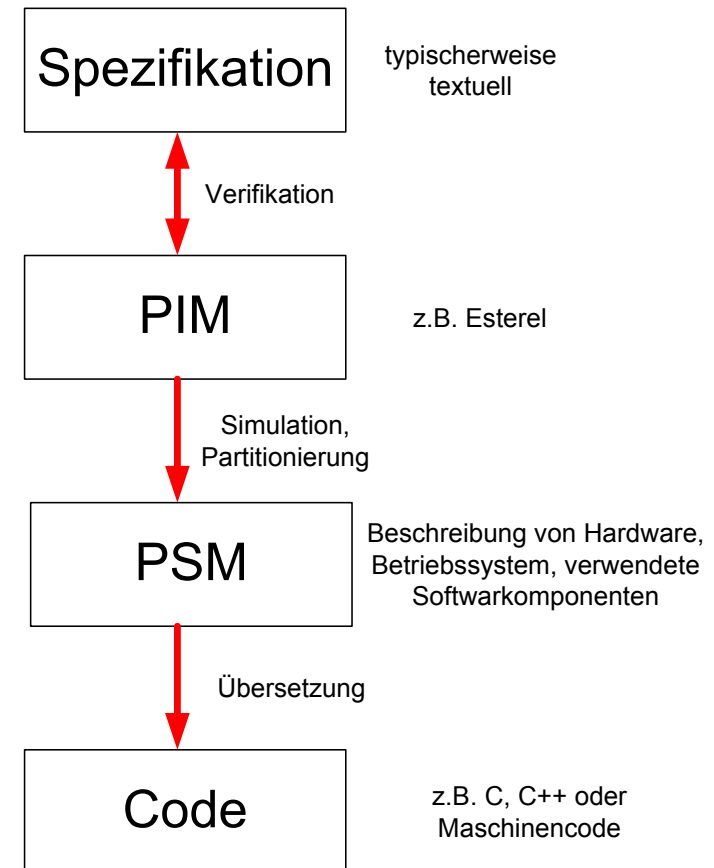 Spezifikation
typischerweise
textuell
Verifikation
PIM
z.B. Esterel
Simulation,
Partitionierung
PSM
Beschreibung von Hardware,
Betriebssystem, verwendete
Softwarkomponenten
Übersetzung
Code
z.B. C, C++ oder
Maschinencode